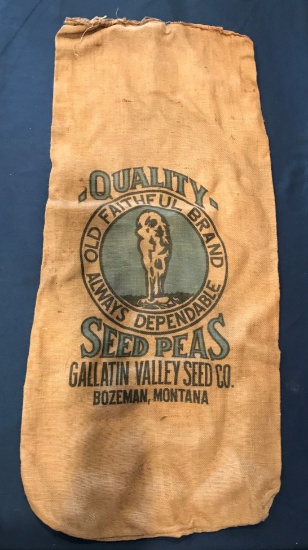 -QUALITY-
OLD FAITHFUL BRAND
ALWAYS DEPENDABLE
SEED PEAS
GALLATIN VALLEY SEED CO.
BOZEMAN, MONTANA